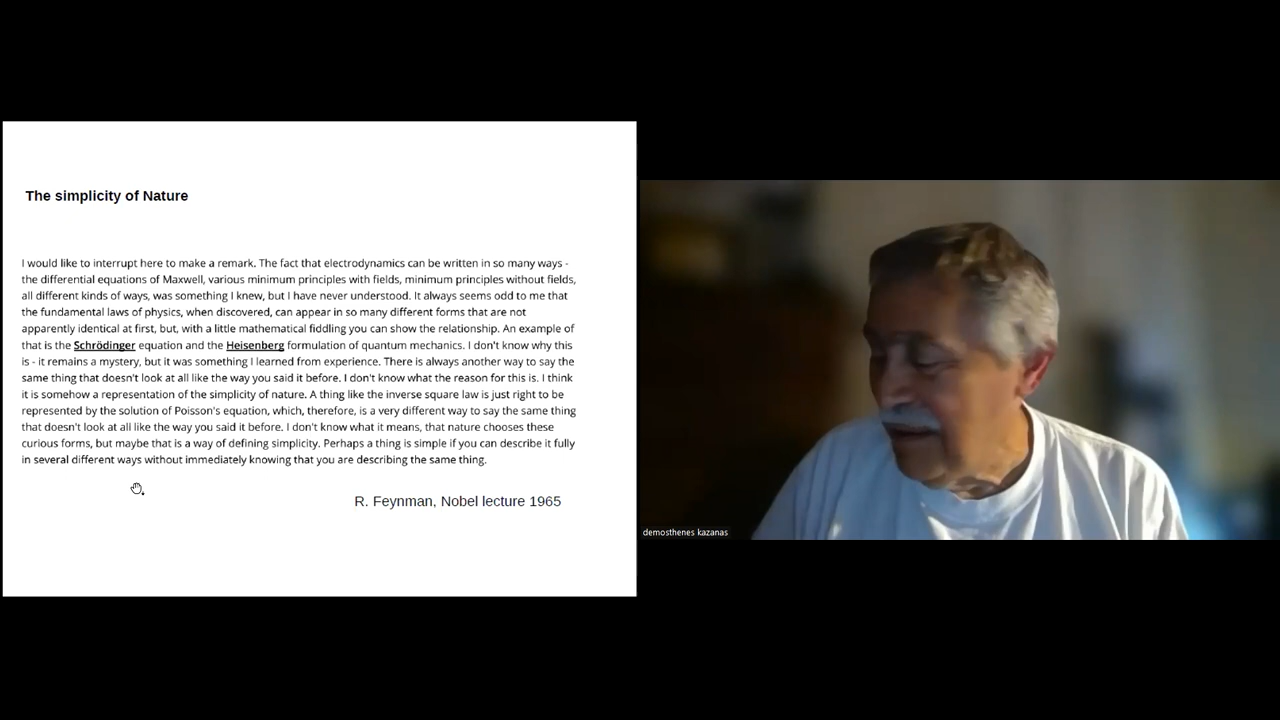 The simplicity of Nature
I would like to interrupt here to make a remark. The fact that electrodynamics can be written in so many ways -
the differential equations of Maxwell, various minimum principles with fields, minimum principles without fields,
all different kinds of ways, was something I knew, but I have never understood. It always seems odd to me that
the fundamental laws of physics, when discovered, can appear in so many different forms that are not
apparently identical at first, but, with a little mathematical fiddling you can show the relationship. An example of
that is the Schrödinger equation and the Heisenberg formulation of quantum mechanics. I don't know why this
is - it remains a mystery, but it was something I learned from experience. There is always another way to say the
same thing that doesn't look at all like the way you said it before. I don't know what the reason for this is. I think
it is somehow a representation of the simplicity of nature. A thing like the inverse square law is just right to be
represented by the solution of Poisson's equation, which, therefore, is a very different way to say the same thing
that doesn't look at all like the way you said it before. I don't know what it means, that nature chooses these
curious forms, but maybe that is a way of defining simplicity. Perhaps a thing is simple if you can describe it fully
in several different ways without immediately knowing that you are describing the same thing.
R. Feynman, Nobel lecture 1965
demosthenes kazanas